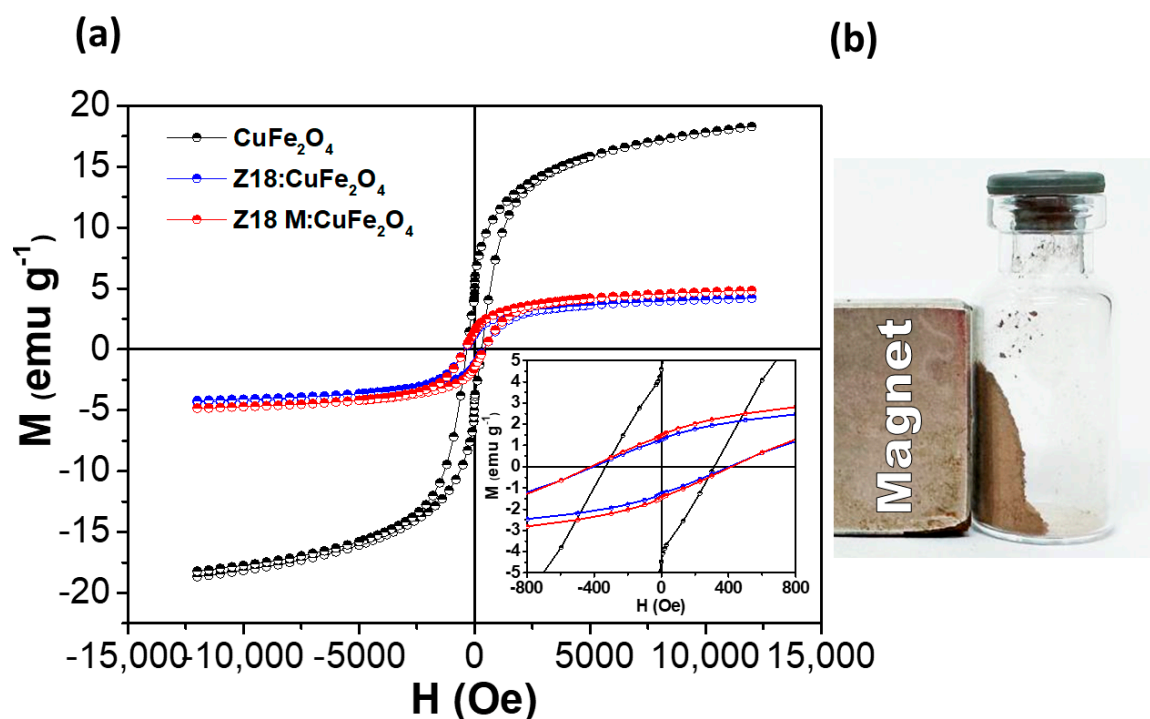 (a)
(b)
M (emu g⁻¹)
20
15
10
5
0
-5
-10
-15
-20
CuFe₂O₄
Z18:CuFe₂O₄
Z18 M:CuFe₂O₄
M (emu g⁻¹)
5
4
3
2
1
0
-1
-2
-3
-4
-5
-800 -400 0 400 800
H (Oe)
-15,000 -10,000 -5000 0 5000 10,000 15,000
H (Oe)
Magnet